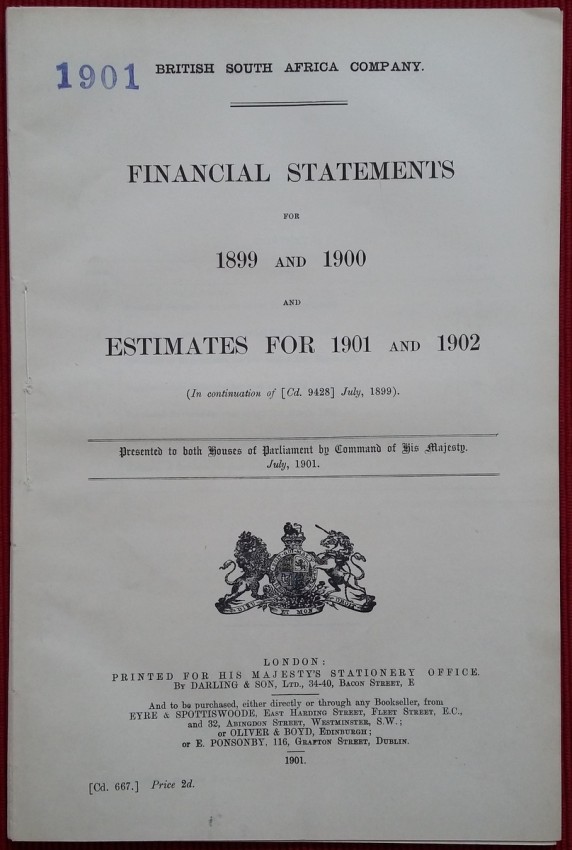 1901
BRITISH SOUTH AFRICA COMPANY.
FINANCIAL STATEMENTS
FOR
1899 AND 1900
AND
ESTIMATES FOR 1901 AND 1902
(In continuation of [Cd. 9428] July, 1899).
Presented to both Houses of Parliament by Command of His Majesty.
July, 1901.
DIEU ET MON DROIT
LONDON:
PRINTED FOR HIS MAJESTY'S STATIONERY OFFICE.
BY DARLING & SON, LTD., 34-40, BACON STREET, E
And to be purchased, either directly or through any Bookseller, from
EYRE & SPOTTISWOODE, EAST HARDING STREET, FLEET STREET, E.C.,
and 32, ABINGDON STREET, WESTMINSTER, S.W.;
or OLIVER & BOYD, EDINBURGH;
or E. PONSONBY, 116, GRAFTON STREET, DUBLIN.
1901.
[Cd. 667.] Price 2d.